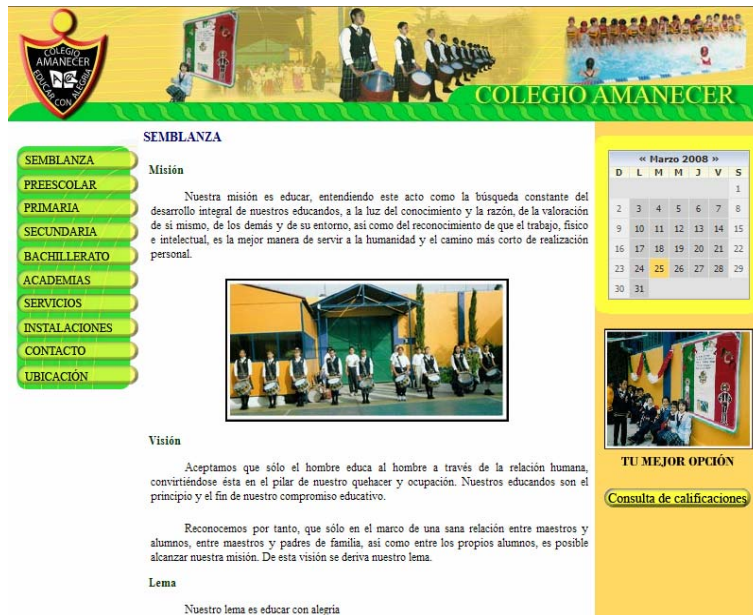 COLEGIO
AMANECER
EDUCAR CON ALEGRIA
COLEGIO AMANECER
SEMBLANZA
PREESCOLAR
PRIMARIA
SECUNDARIA
BACHILLERATO
ACADEMIAS
SERVICIOS
INSTALACIONES
CONTACTO
UBICACIÓN
SEMBLANZA
Misión
Nuestra misión es educar, entendiendo este acto como la búsqueda constante del
desarrollo integral de nuestros educandos, a la luz del conocimiento y la razón, de la valoración
de si mismo, de los demás y de su entorno, asi como del reconocimiento de que el trabajo, fisico
e intelectual, es la mejor manera de servir a la humanidad y el camino más corto de realización
personal.
Visión
Aceptamos que sólo el hombre educa al hombre a través de la relación humana,
convirtiéndose ésta en el pilar de nuestro quehacer y ocupación. Nuestros educandos son el
principio y el fin de nuestro compromiso educativo.
Reconocemos por tanto, que sólo en el marco de una sana relación entre maestros y
alumnos, entre maestros y padres de familia, asi como entre los propios alumnos, es posible
alcanzar nuestra misión. De esta visión se deriva nuestro lema.
Lema
Nuestro lema es educar con alegria
« Marzo 2008 »
D L M M J V S
1
2 3 4 5 6 7 8
9 10 11 12 13 14 15
16 17 18 19 20 21 22
23 24 25 26 27 28 29
30 31
TU MEJOR OPCIÓN
Consulta de calificaciones